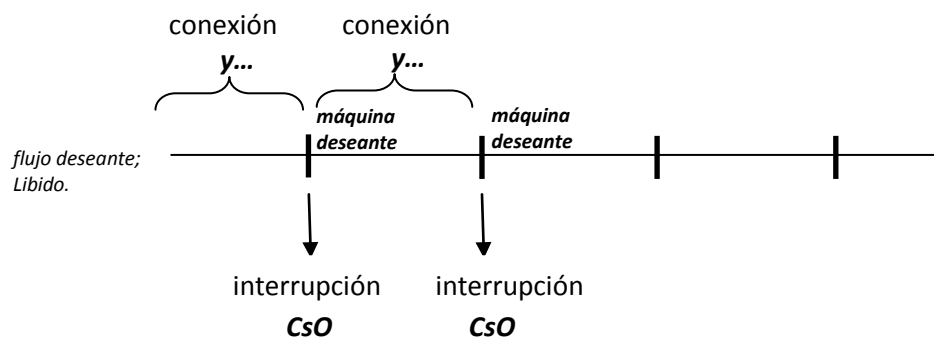 conexión
y...
conexión
y...
máquina
deseante
máquina
deseante
flujo deseante;
Libido.
interrupción
CsO
interrupción
CsO